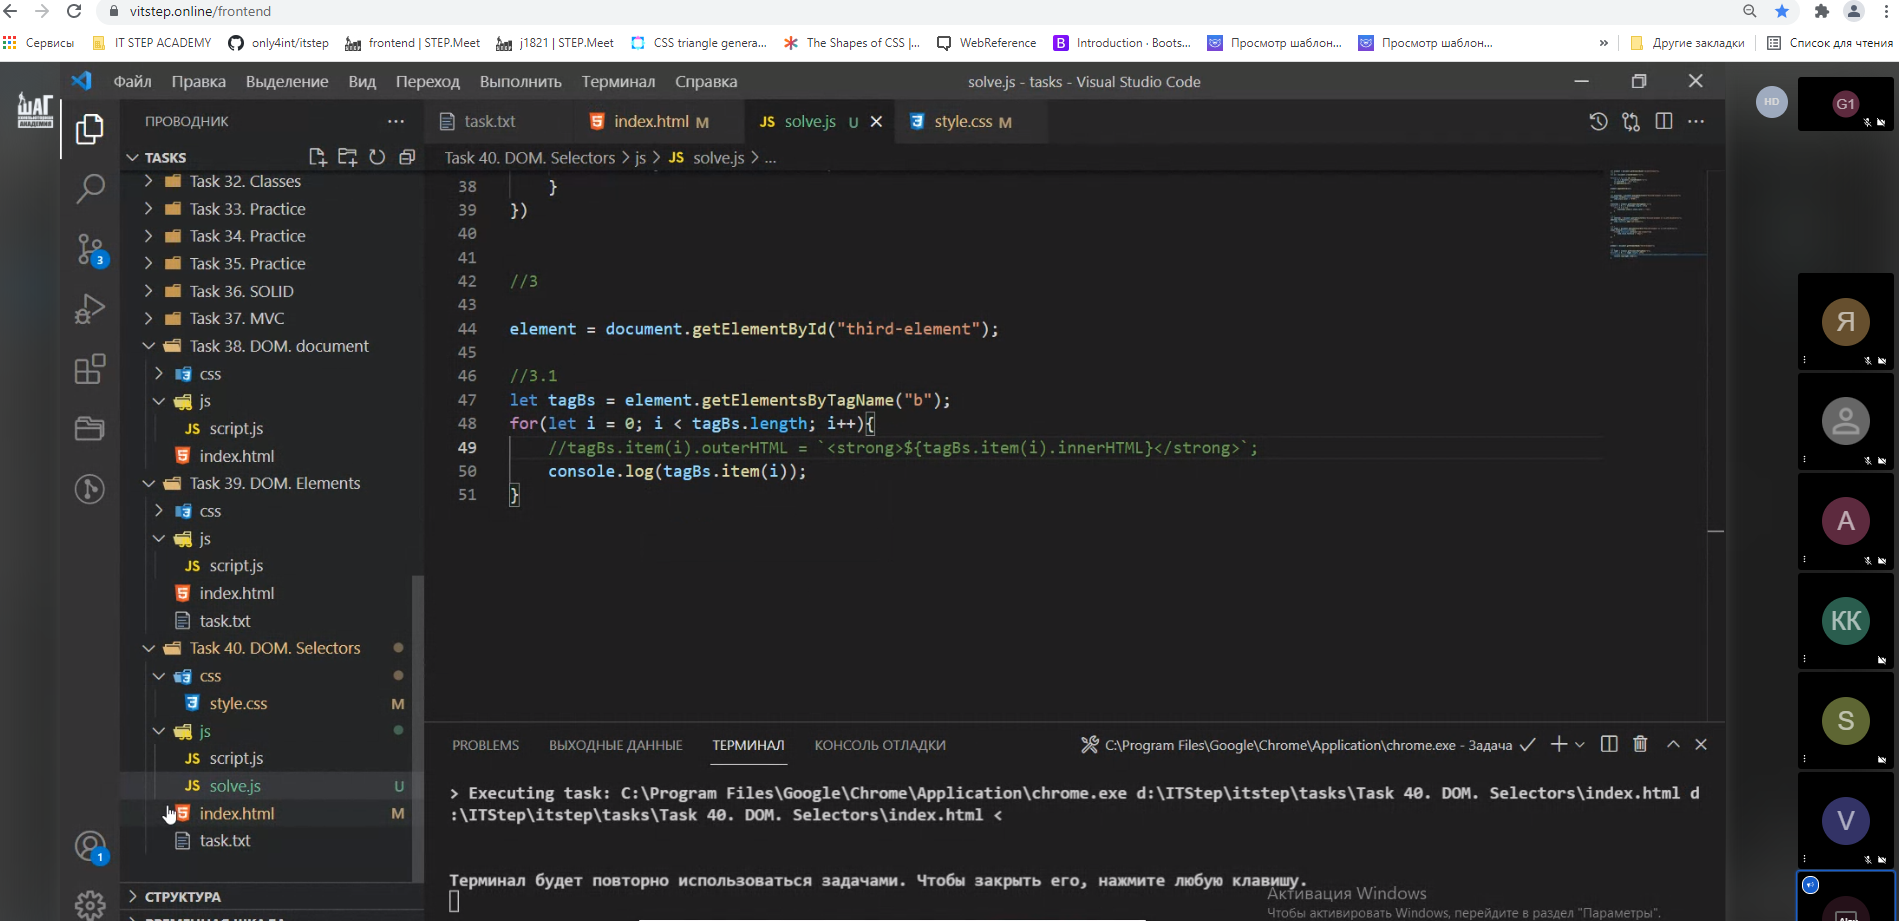 vitstep.online/frontend
Сервисы
IT STEP ACADEMY
only4int/itstep
frontend | STEP.Meet
j1821 | STEP.Meet
CSS triangle genera...
The Shapes of CSS |...
WebReference
Introduction · Boots...
Просмотр шаблон...
Просмотр шаблон...
»
Другие закладки
Список для чтения
ШАГ
Файл Правка Выделение Вид Переход Выполнить Терминал Справка
solve.js - tasks - Visual Studio Code
HD
G1
ПРОВОДНИК
task.txt
index.html M
JS solve.js U
style.css M
TASKS
Task 40. DOM. Selectors > js > JS solve.js > ...
Task 32. Classes
Task 33. Practice
Task 34. Practice
Task 35. Practice
Task 36. SOLID
Task 37. MVC
Task 38. DOM. document
css
js
JS script.js
index.html
Task 39. DOM. Elements
css
js
JS script.js
index.html
task.txt
Task 40. DOM. Selectors
css
style.css M
js
JS script.js
JS solve.js U
index.html M
task.txt
СТРУКТУРА
3
1
38 }
39 })
40
41
42 //3
43
44 element = document.getElementById("third-element");
45
46 //3.1
47 let tagBs = element.getElementsByTagName("b");
48 for(let i = 0; i < tagBs.length; i++){
49 //tagBs.item(i).outerHTML = `<strong>${tagBs.item(i).innerHTML}</strong>`;
50 console.log(tagBs.item(i));
51 }
PROBLEMS ВЫХОДНЫЕ ДАННЫЕ ТЕРМИНАЛ КОНСОЛЬ ОТЛАДКИ
C:\Program Files\Google\Chrome\Application\chrome.exe - Задача
> Executing task: C:\Program Files\Google\Chrome\Application\chrome.exe d:\ITStep\itstep\tasks\Task 40. DOM. Selectors\index.html d
:\ITStep\itstep\tasks\Task 40. DOM. Selectors\index.html <
Терминал будет повторно использоваться задачами. Чтобы закрыть его, нажмите любую клавишу.
Активация Windows
Чтобы активировать Windows, перейдите в раздел "Параметры".
Я
A
КК
S
V